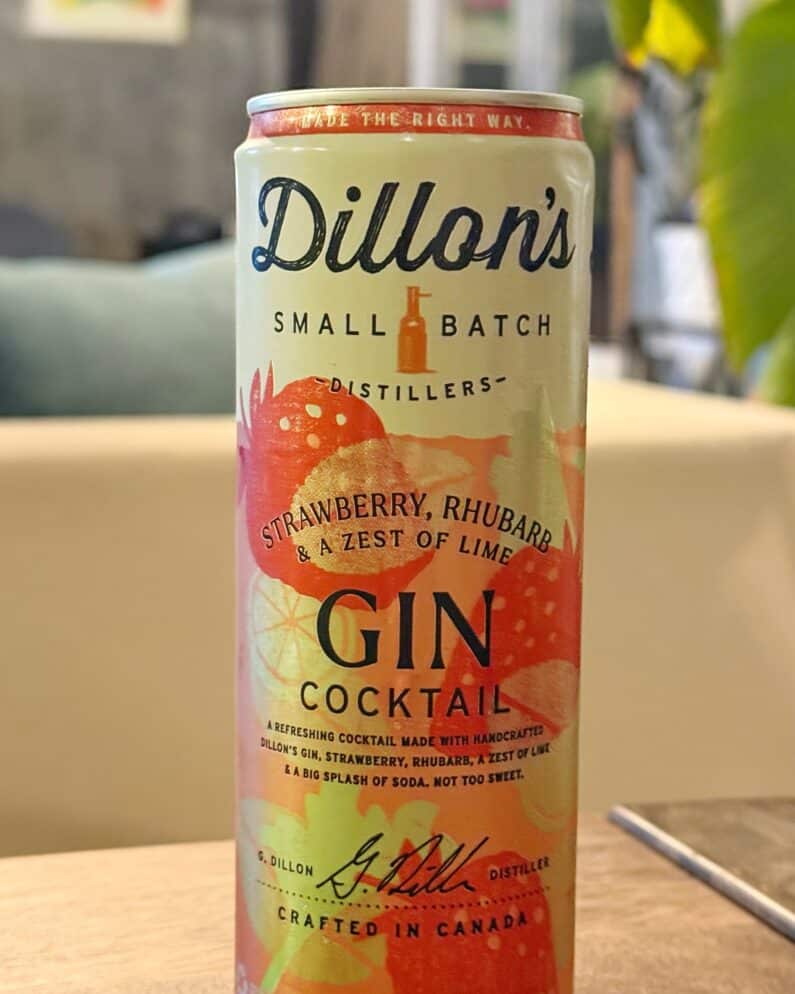 MADE THE RIGHT WAY.
Dillon's
SMALL BATCH
-DISTILLERS-
STRAWBERRY, RHUBARB
& A ZEST OF LIME
GIN
COCKTAIL
A REFRESHING COCKTAIL MADE WITH HANDCRAFTED
DILLON'S GIN, STRAWBERRY, RHUBARB, A ZEST OF LIME
& A BIG SPLASH OF SODA. NOT TOO SWEET.
G. DILLON G. Dill DISTILLER
CRAFTED IN CANADA